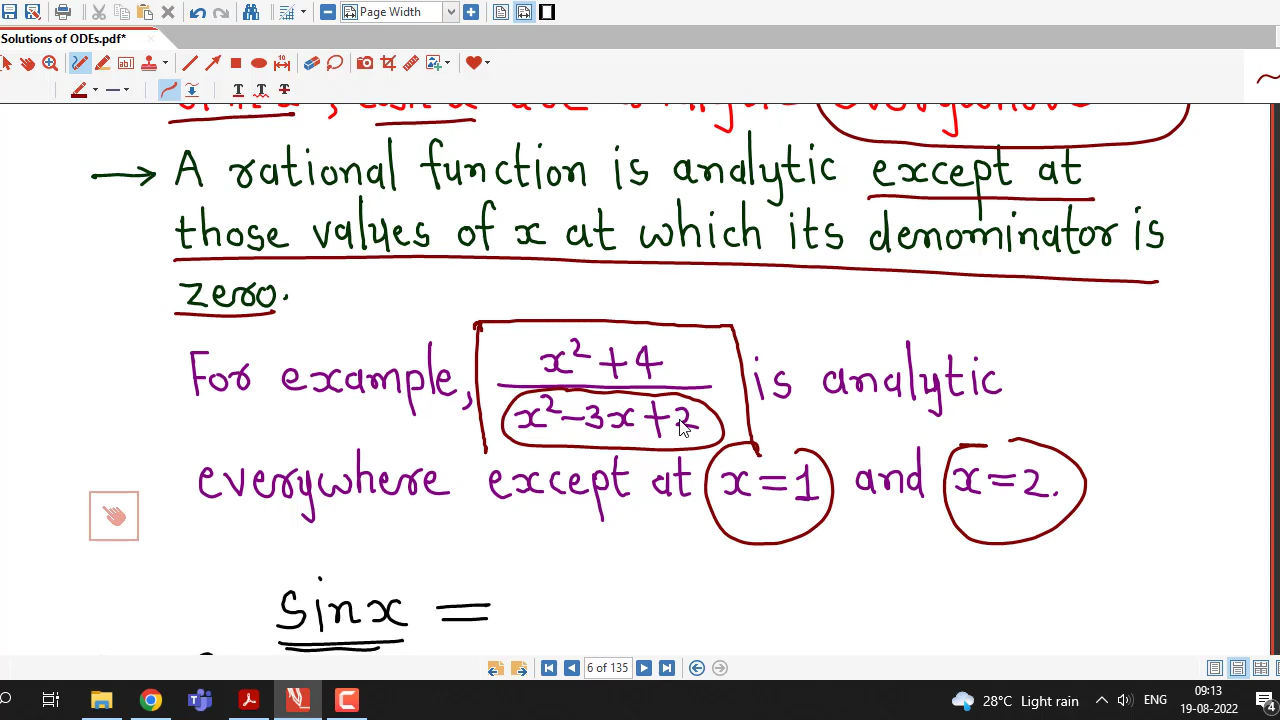 Page Width
Solutions of ODEs.pdf*
everywhere
→ A rational function is analytic except at
those values of x at which its denominator is
zero.
For example, x²+4 is analytic
x²-3x+2
everywhere except at x=1 and x=2.
Sinx =
6 of 135
28°C Light rain
ENG
09:13
19-08-2022
4